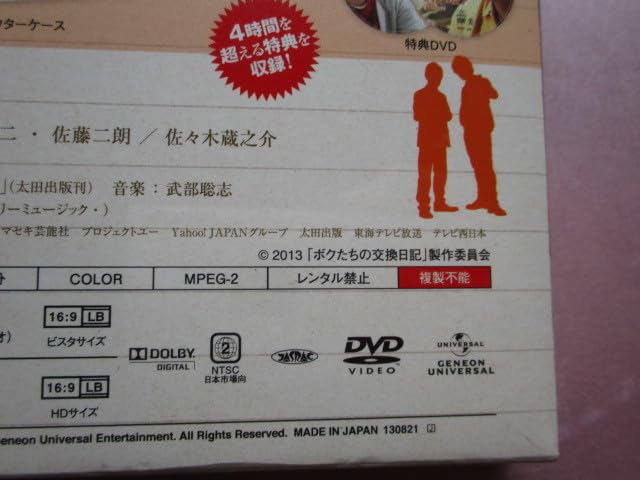 ウターケース
4時間を
超える特典を
収録!
特典DVD
二・佐藤二朗／佐々木蔵之介
」(太田出版刊) 音楽：武部聡志
リーミュージック・)
マセキ芸能社 プロジェクトユー Yahoo! JAPANグループ 太田出版 東海テレビ放送 テレビ西日本
© 2013「ボクたちの交換日記」製作委員会
COLOR MPEG-2 レンタル禁止 複製不能
16:9 LB
ビスタサイズ
DOLBY DIGITAL
2
NTSC
日本市場向
JASRAC
DVD VIDEO
UNIVERSAL
GENEON UNIVERSAL
16:9 LB
HDサイズ
Geneon Universal Entertainment. All Rights Reserved. MADE IN JAPAN 130821 J